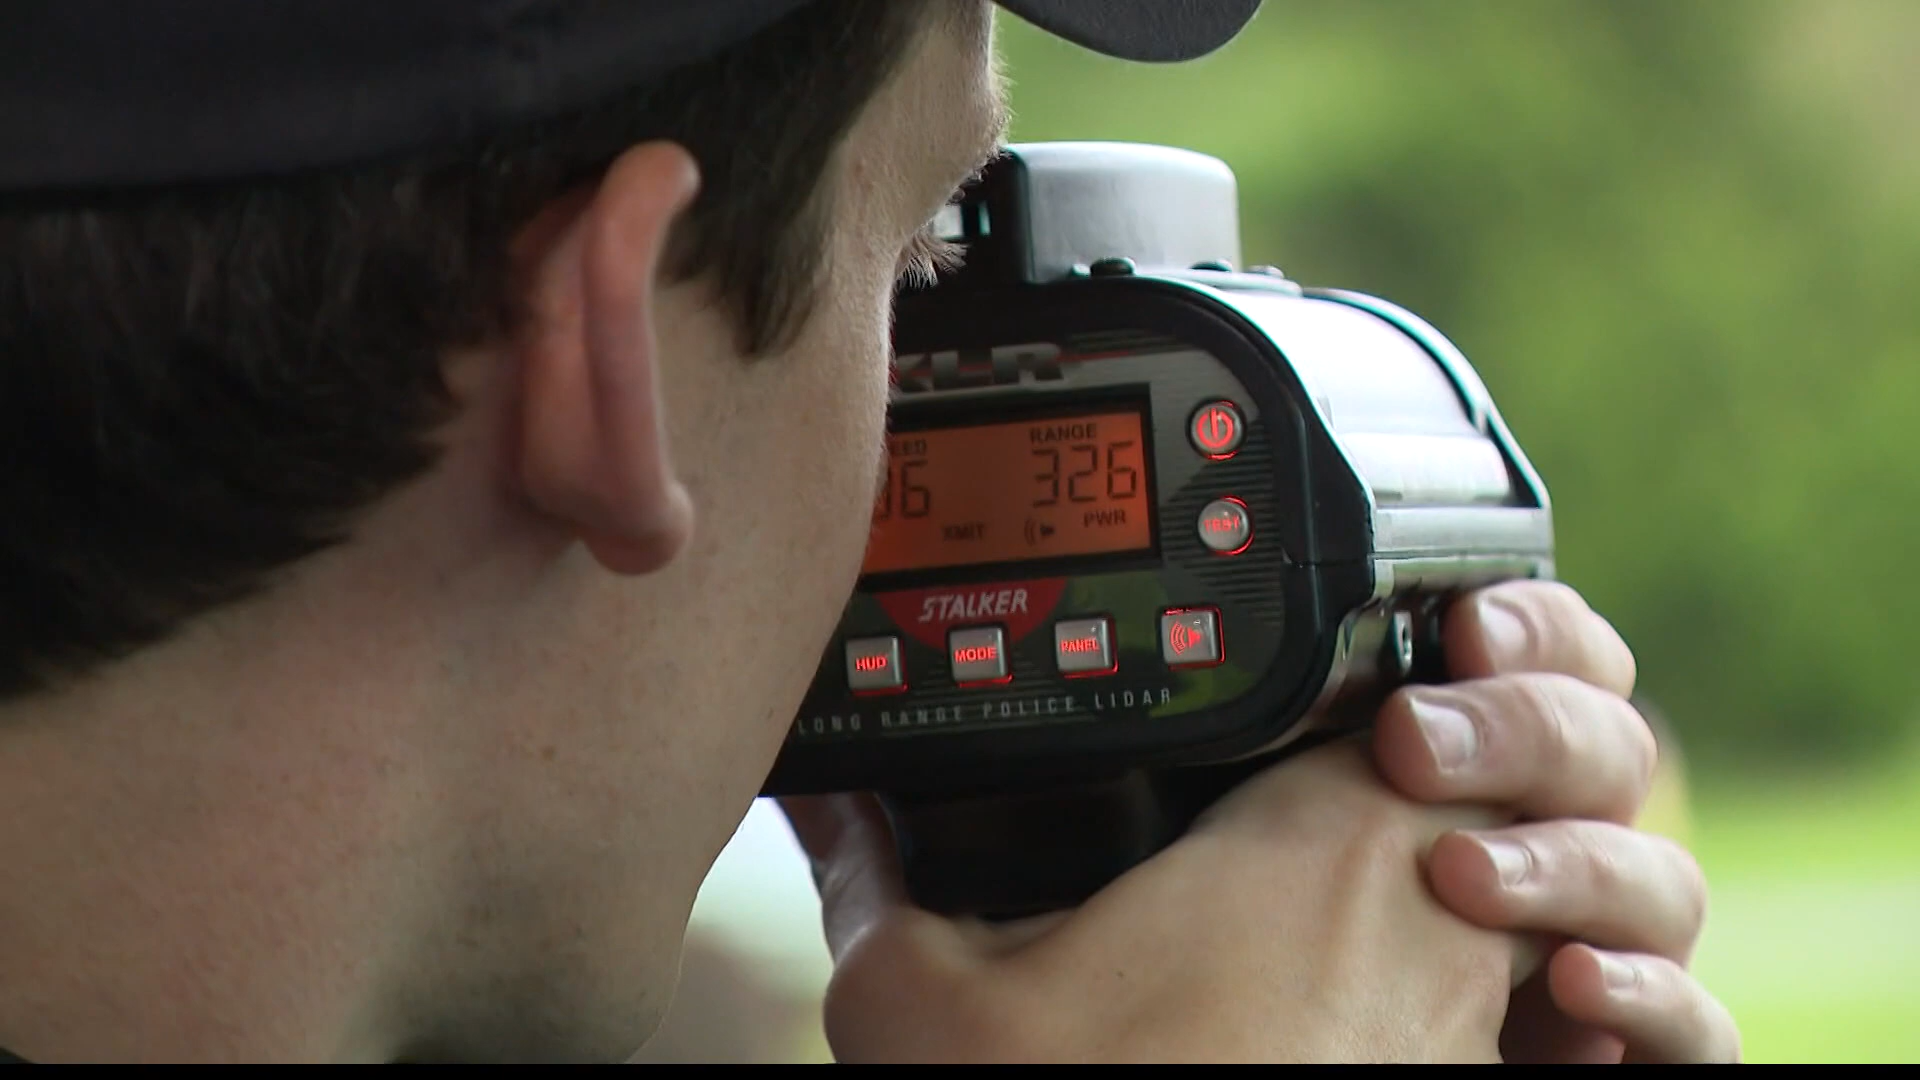 XLR
RANGE
326
XMIT PWR
TEST
STALKER
HUD MODE PANEL
LONG RANGE POLICE LIDAR